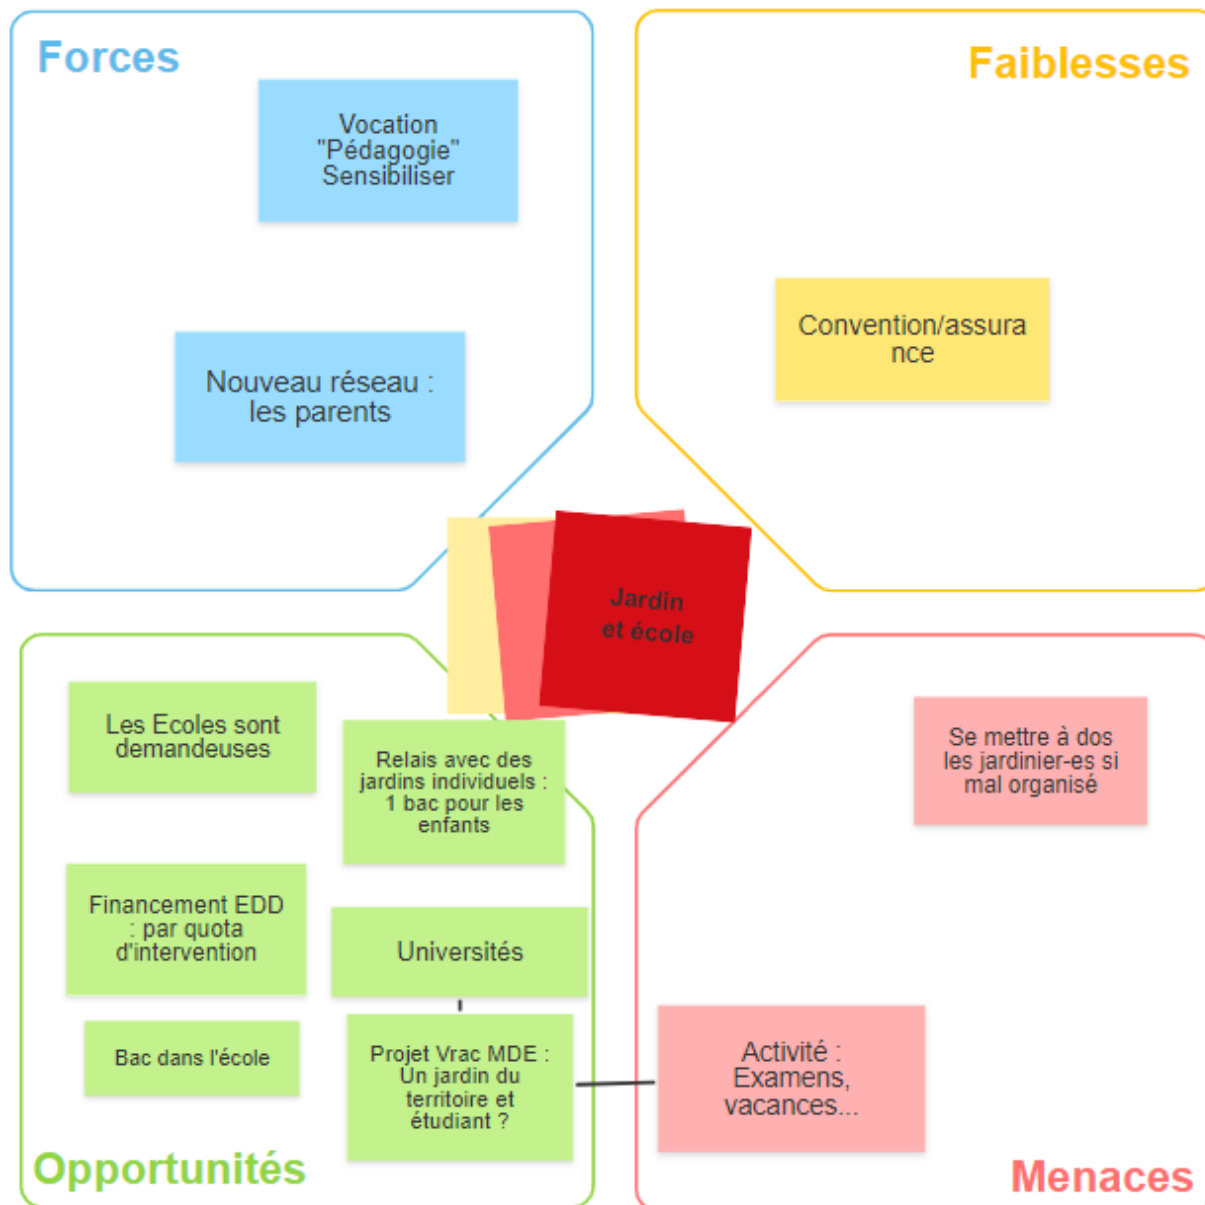 Forces
Vocation
"Pédagogie"
Sensibiliser
Nouveau réseau :
les parents
Faiblesses
Convention/assura
nce
Jardin
et école
Les Ecoles sont
demandeuses
Relais avec des
jardins individuels :
1 bac pour les
enfants
Financement EDD
: par quota
d'intervention
Universités
Bac dans l'école
Projet Vrac MDE :
Un jardin du
territoire et
étudiant ?
Opportunités
Se mettre à dos
les jardinier-es si
mal organisé
Activité :
Examens,
vacances...
Menaces